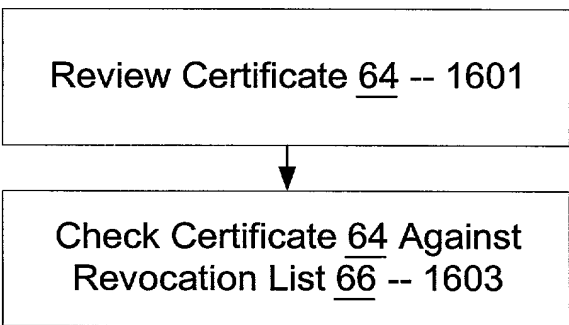 Review Certificate 64 -- 1601
Check Certificate 64 Against
Revocation List 66 -- 1603